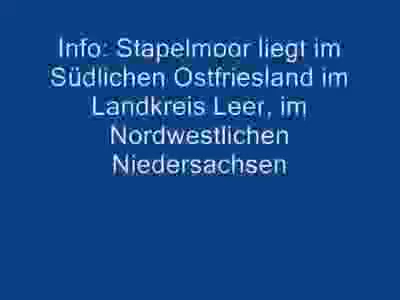 Info: Stapelmoor liegt im
Südlichen Ostfriesland im
Landkreis Leer, im
Nordwestlichen
Niedersachsen